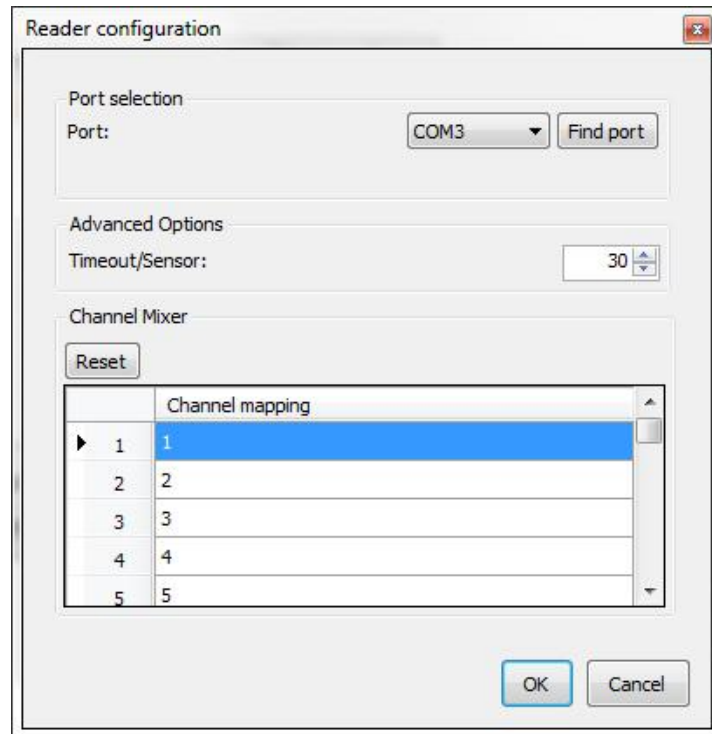 Reader configuration
Port selection
Port:
COM3
Find port
Advanced Options
Timeout/Sensor:
30
Channel Mixer
Reset
Channel mapping
1 1
2 2
3 3
4 4
5 5
OK
Cancel